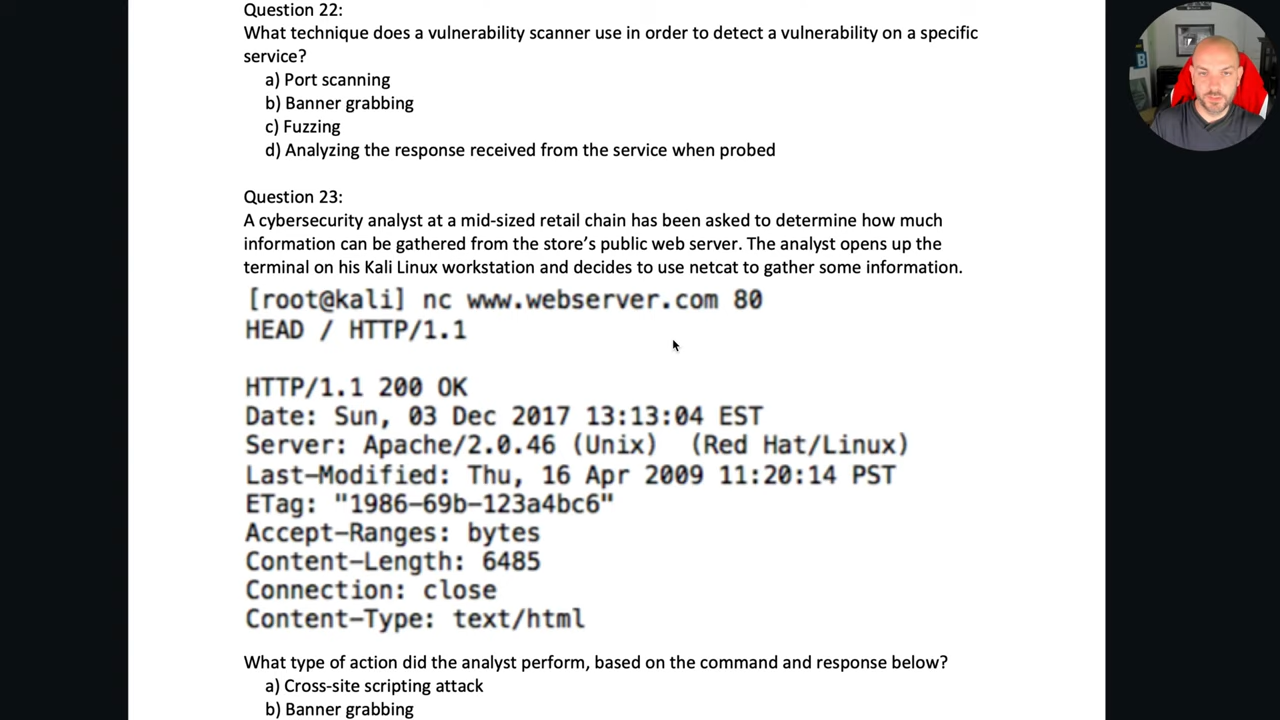 Question 22:
What technique does a vulnerability scanner use in order to detect a vulnerability on a specific
service?
a) Port scanning
b) Banner grabbing
c) Fuzzing
d) Analyzing the response received from the service when probed
Question 23:
A cybersecurity analyst at a mid-sized retail chain has been asked to determine how much
information can be gathered from the store’s public web server. The analyst opens up the
terminal on his Kali Linux workstation and decides to use netcat to gather some information.
[root@kali] nc www.webserver.com 80
HEAD / HTTP/1.1
HTTP/1.1 200 OK
Date: Sun, 03 Dec 2017 13:13:04 EST
Server: Apache/2.0.46 (Unix)  (Red Hat/Linux)
Last-Modified: Thu, 16 Apr 2009 11:20:14 PST
ETag: "1986-69b-123a4bc6"
Accept-Ranges: bytes
Content-Length: 6485
Connection: close
Content-Type: text/html
What type of action did the analyst perform, based on the command and response below?
a) Cross-site scripting attack
b) Banner grabbing